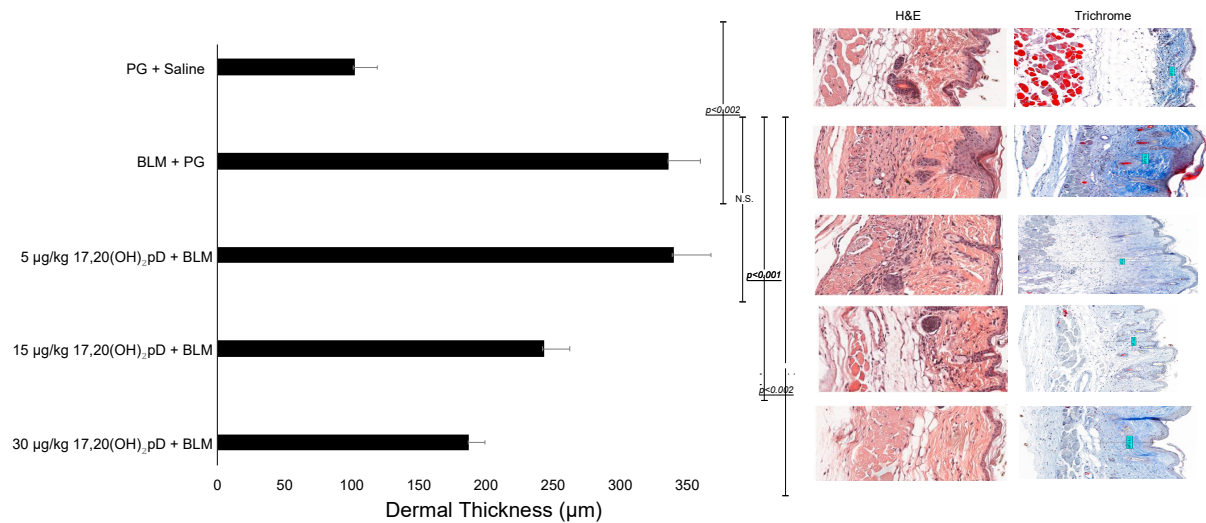 H&E
Trichrome
PG + Saline
p<0.002
BLM + PG
N.S.
5 µg/kg 17,20(OH)₂pD + BLM
p<0.001
15 µg/kg 17,20(OH)₂pD + BLM
p<0.002
30 µg/kg 17,20(OH)₂pD + BLM
0 50 100 150 200 250 300 350
Dermal Thickness (µm)